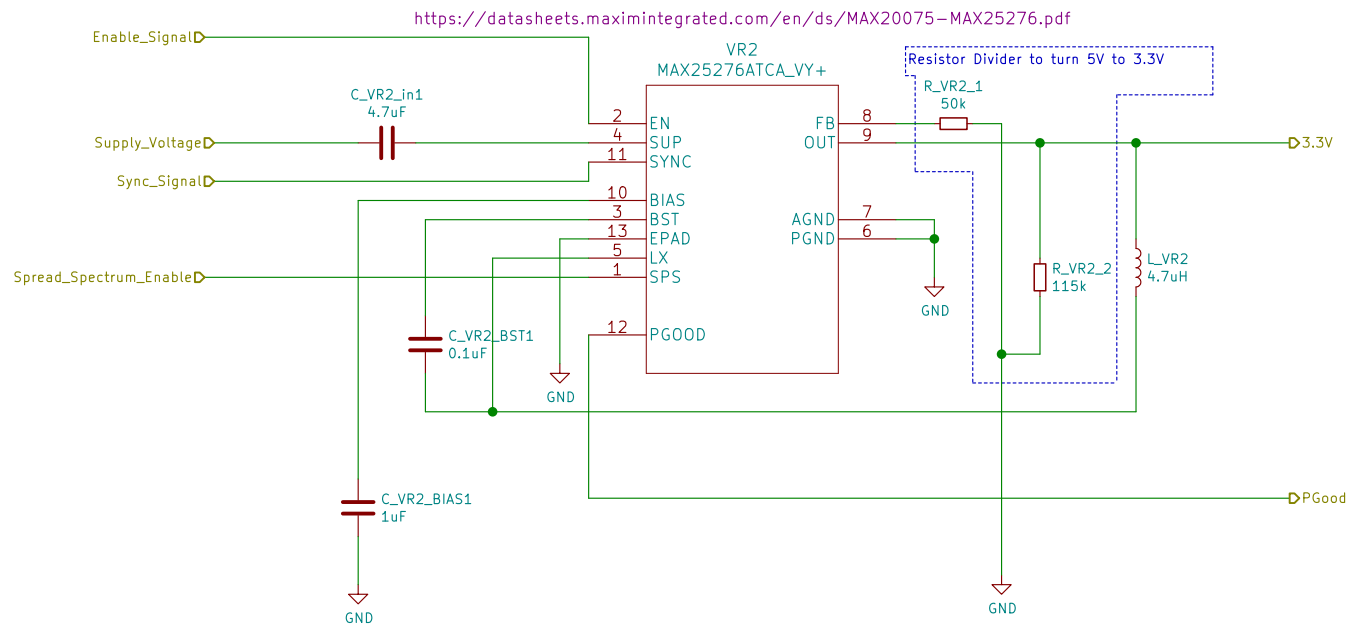 https://datasheets.maximintegrated.com/en/ds/MAX20075-MAX25276.pdf
Enable_Signal
VR2
MAX25276ATCA_VY+
Resistor Divider to turn 5V to 3.3V
C_VR2_in1
4.7uF
R_VR2_1
50k
2
EN
8
FB
Supply_Voltage
4
SUP
9
OUT
3.3V
11
SYNC
Sync_Signal
10
BIAS
3
BST
7
AGND
13
EPAD
6
PGND
5
LX
Spread_Spectrum_Enable
1
SPS
R_VR2_2
115k
L_VR2
4.7uH
GND
12
PGOOD
C_VR2_BST1
0.1uF
GND
C_VR2_BIAS1
1uF
PGood
GND
GND